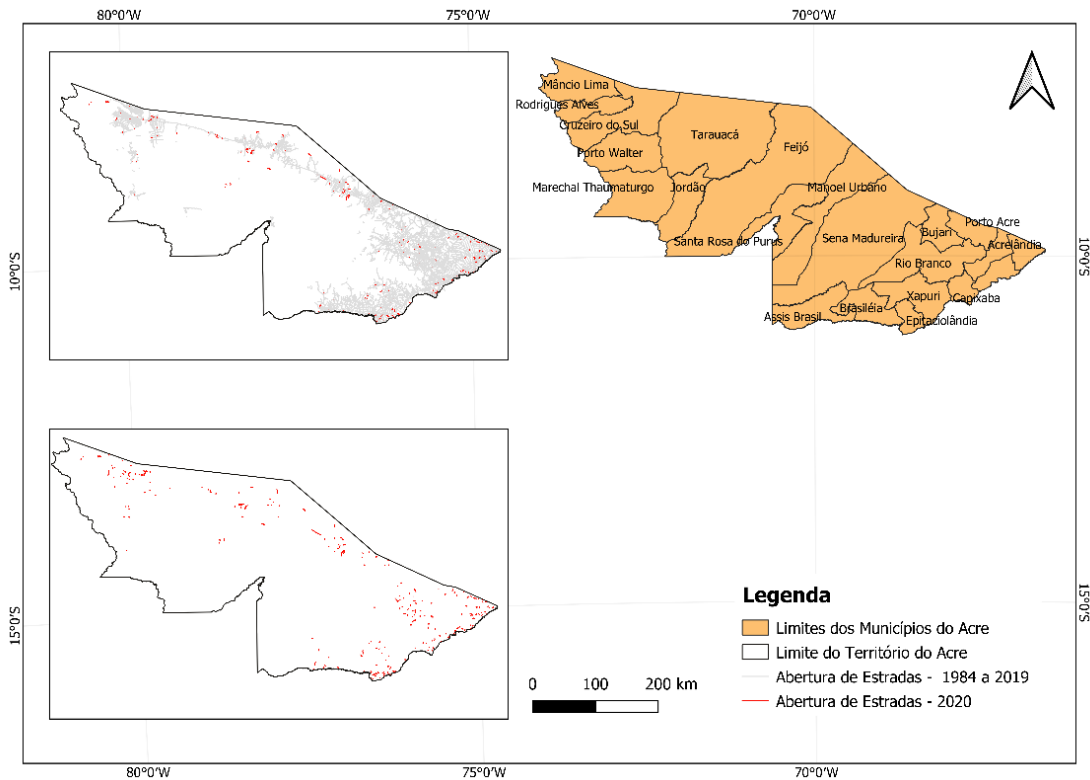 80°0'W
75°0'W
70°0'W
Mâncio Lima
Rodrigues Alves
Cruzeiro do Sul
Tarauacá
Feijó
Porto Walter
Marechal Thaumaturgo
Jordão
Manoel Urbano
Santa Rosa do Purus
Sena Madureira
Porto Acre
Bujari
Acrelândia
Rio Branco
Xapuri
Capixaba
Assis Brasil
Brasiléia
Epitaciolândia
10°0'S
10°0'S
15°0'S
15°0'S
Legenda
Limites dos Municípios do Acre
Limite do Território do Acre
Abertura de Estradas - 1984 a 2019
Abertura de Estradas - 2020
0 100 200 km
80°0'W
75°0'W
70°0'W